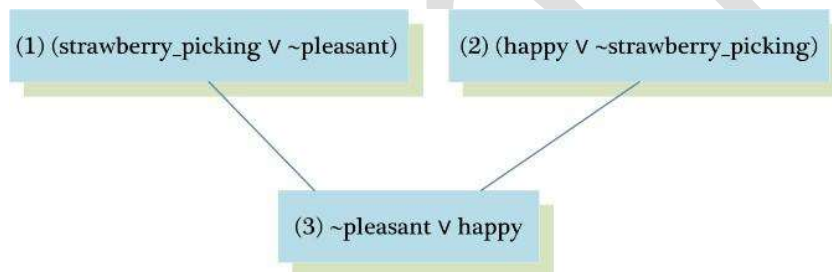 (1) (strawberry_picking ∨ ~pleasant)
(2) (happy ∨ ~strawberry_picking)
(3) ~pleasant ∨ happy